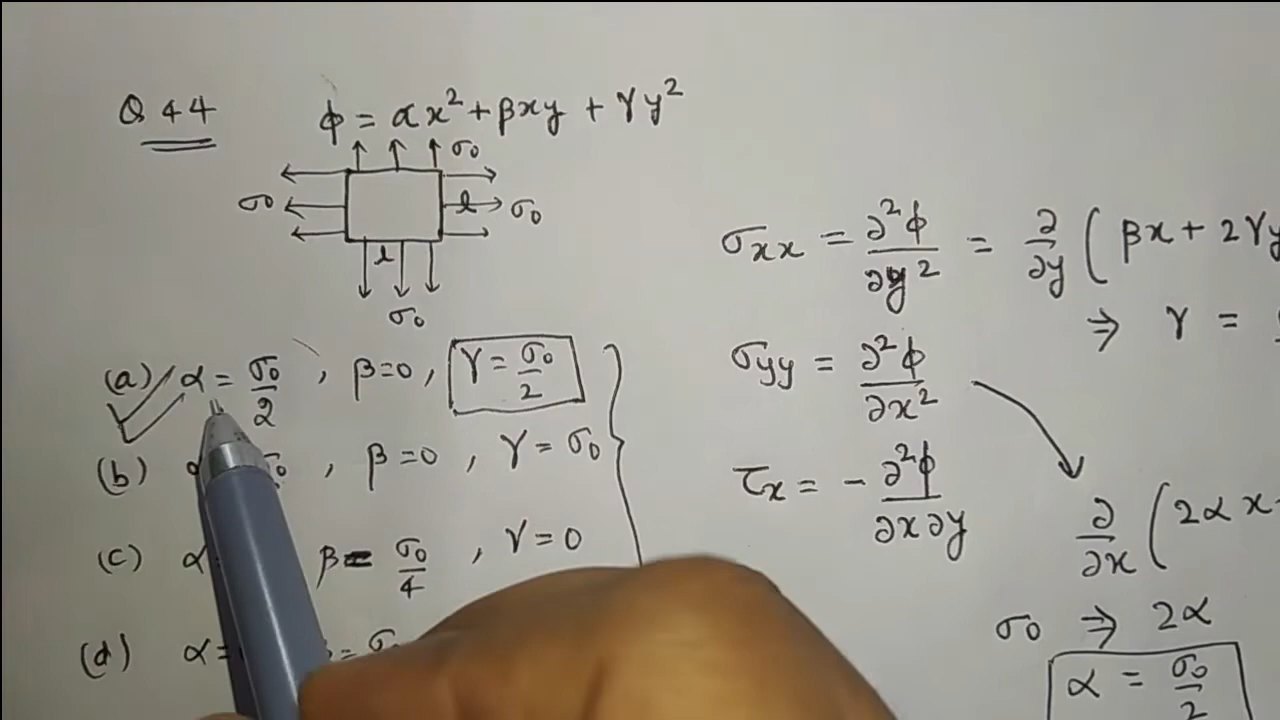 Q 44
ϕ = αx² + βxy + γy²
σ₀
σ₀
l
σ₀
l
σ₀
(a) α = σ₀/2 , β=0, γ = σ₀/2
(b) , β=0 , γ = σ₀
(c) α β= σ₀/4 , γ=0
(d) α=
σxx = ∂²ϕ/∂y² = ∂/∂y ( βx + 2γy
⇒ γ =
σyy = ∂²ϕ/∂x²
τx = - ∂²ϕ/∂x∂y
∂/∂x ( 2αx
σ₀ ⇒ 2α
α = σ₀/2